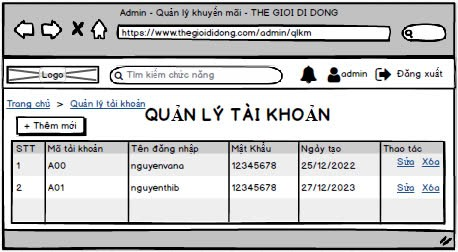 Admin - Quản lý khuyến mãi - THE GIOI DI DONG
https://www.thegioididong.com/admin/qlkm
Logo Tìm kiếm chức năng admin Đăng xuất
Trang chủ > Quản lý tài khoản
QUẢN LÝ TÀI KHOẢN
+ Thêm mới
STT Mã tài khoản Tên đăng nhập Mật Khẩu Ngày tạo Thao tác
1 A00 nguyenvana 12345678 25/12/2022 Sửa Xóa
2 A01 nguyenthib 12345678 27/12/2023 Sửa Xóa